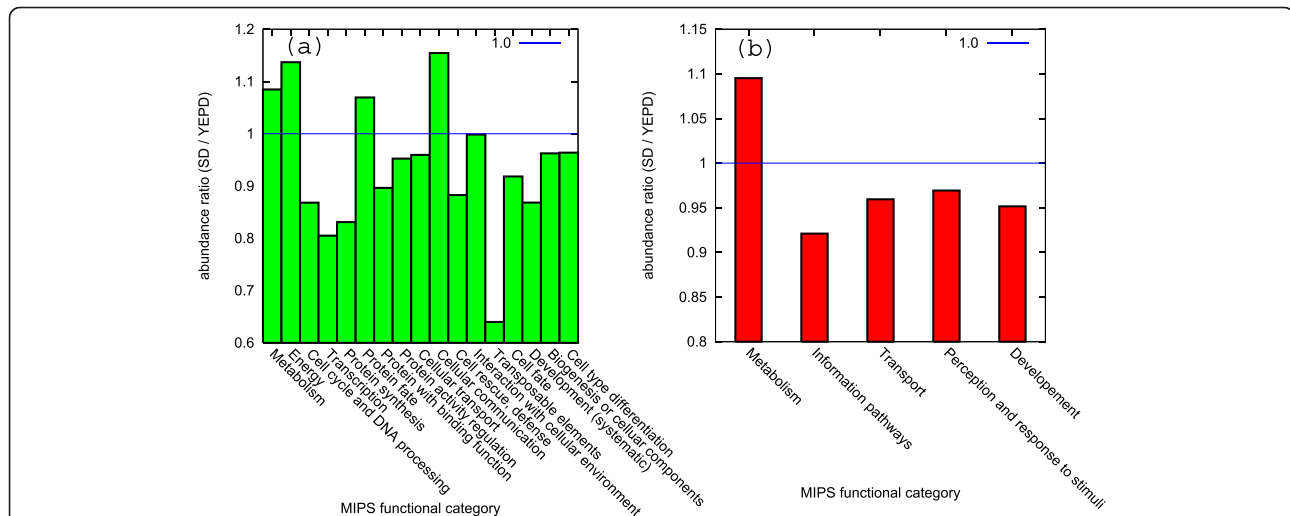 (a)
1.0
1.2
1.1
1
0.9
0.8
0.7
0.6
abundance ratio (SD / YEPD)
Metabolism
Energy
Cell cycle and DNA processing
Transcription
Protein synthesis
Protein fate
Protein with binding function
Protein activity regulation
Cellular transport
Cellular communication
Cell rescue, defense
Interaction with cellular environment
Transposable elements
Cell fate
Development (systematic)
Biogenesis or celluar components
Cell type differentiation
MIPS functional category
(b)
1.0
1.15
1.1
1.05
1
0.95
0.9
0.85
0.8
abundance ratio (SD / YEPD)
Metabolism
Information pathways
Transport
Perception and response to stimuli
Developement
MIPS functional category